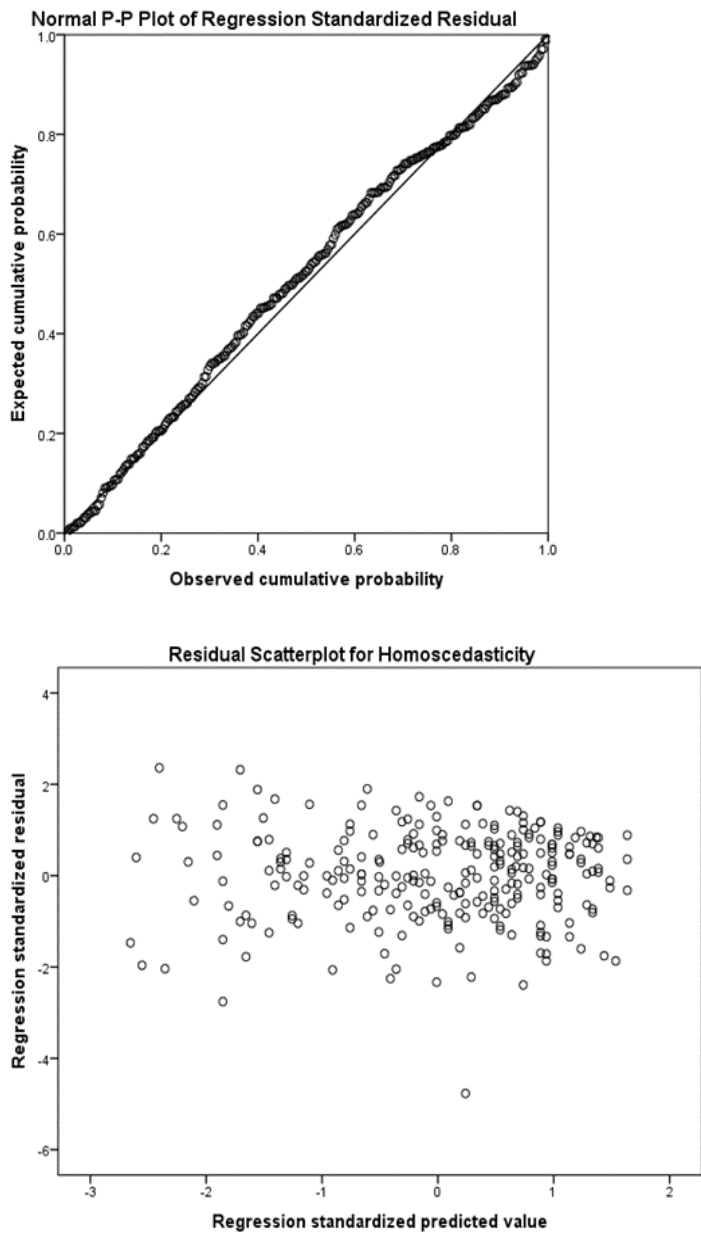 Normal P-P Plot of Regression Standardized Residual
1.0
0.8
0.6
0.4
0.2
0.0
Expected cumulative probability
0.0 0.2 0.4 0.6 0.8 1.0
Observed cumulative probability
Residual Scatterplot for Homoscedasticity
4
2
0
-2
-4
-6
Regression standardized residual
-3 -2 -1 0 1 2
Regression standardized predicted value